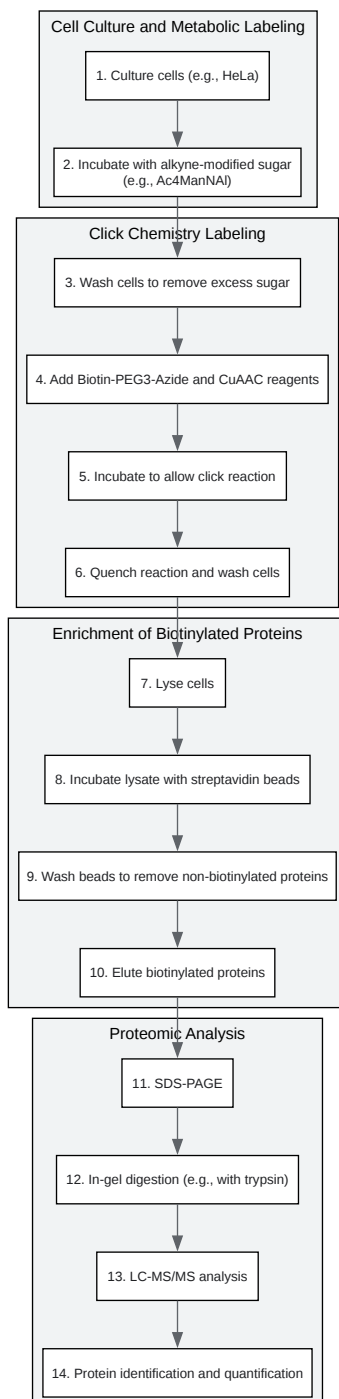 Cell Culture and Metabolic Labeling
1. Culture cells (e.g., HeLa)
2. Incubate with alkyne-modified sugar
(e.g., Ac4ManNAl)
Click Chemistry Labeling
3. Wash cells to remove excess sugar
4. Add Biotin-PEG3-Azide and CuAAC reagents
5. Incubate to allow click reaction
6. Quench reaction and wash cells
Enrichment of Biotinylated Proteins
7. Lyse cells
8. Incubate lysate with streptavidin beads
9. Wash beads to remove non-biotinylated proteins
10. Elute biotinylated proteins
Proteomic Analysis
11. SDS-PAGE
12. In-gel digestion (e.g., with trypsin)
13. LC-MS/MS analysis
14. Protein identification and quantification